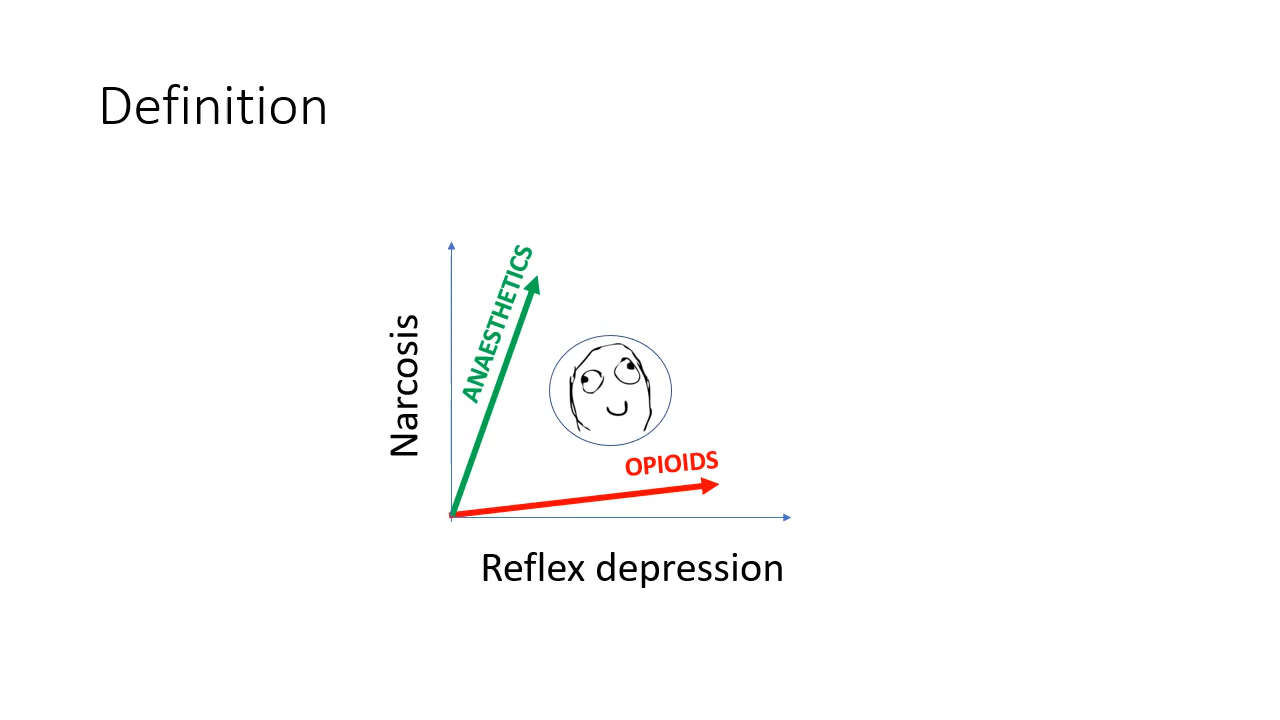 Definition
ANAESTHETICS
Narcosis
OPIOIDS
Reflex depression